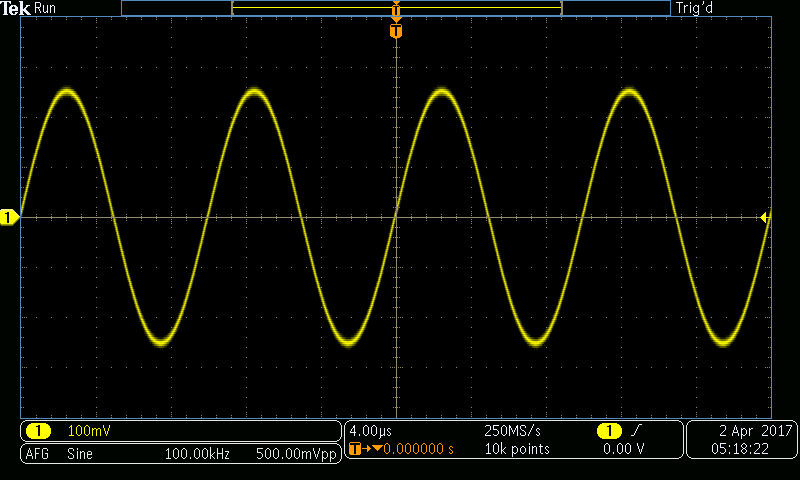 Tek Run Trig'd
T
T
1
1 100mV
AFG Sine 100.00kHz 500.00mVpp
4.00µs 250MS/s 1
T→▼0.000000 s 10k points 0.00 V
2 Apr 2017
05:18:22